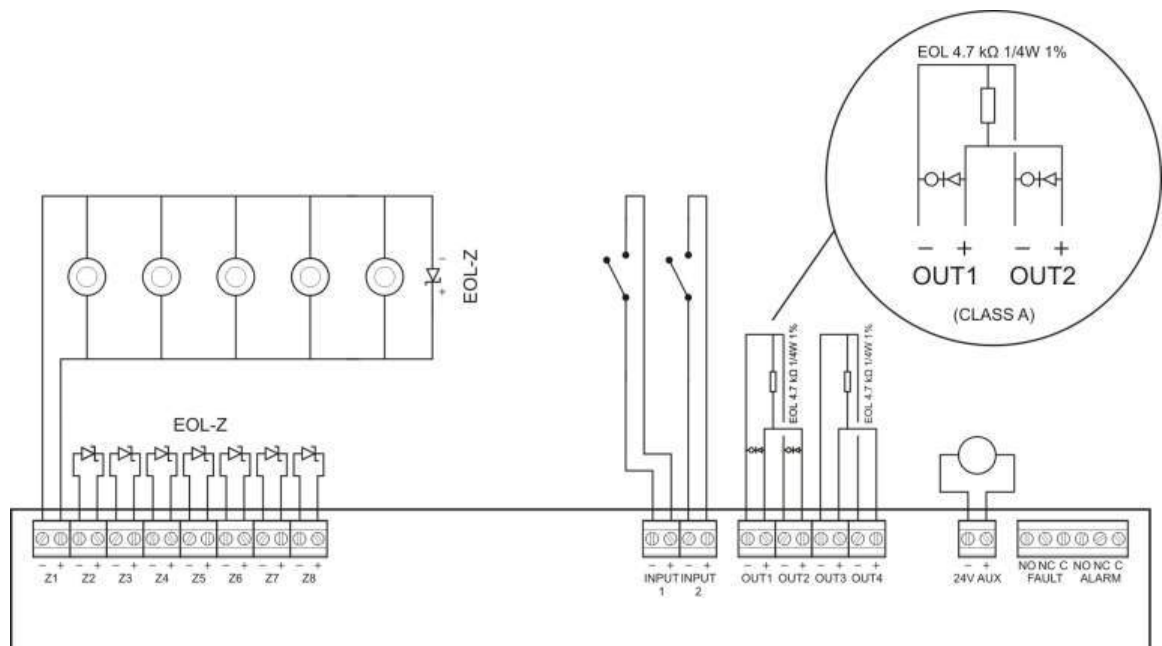 EOL 4.7 kΩ 1/4W 1%
− + − +
OUT1 OUT2
(CLASS A)
− +
EOL-Z
EOL-Z
EOL 4.7 kΩ 1/4W 1%
EOL 4.7 kΩ 1/4W 1%
− + − + − + − + − + − + − + − +
Z1 Z2 Z3 Z4 Z5 Z6 Z7 Z8
− + − +
INPUT INPUT
1 2
− + − + − + − +
OUT1 OUT2 OUT3 OUT4
− +
24V AUX
NO NC C NO NC C
FAULT ALARM